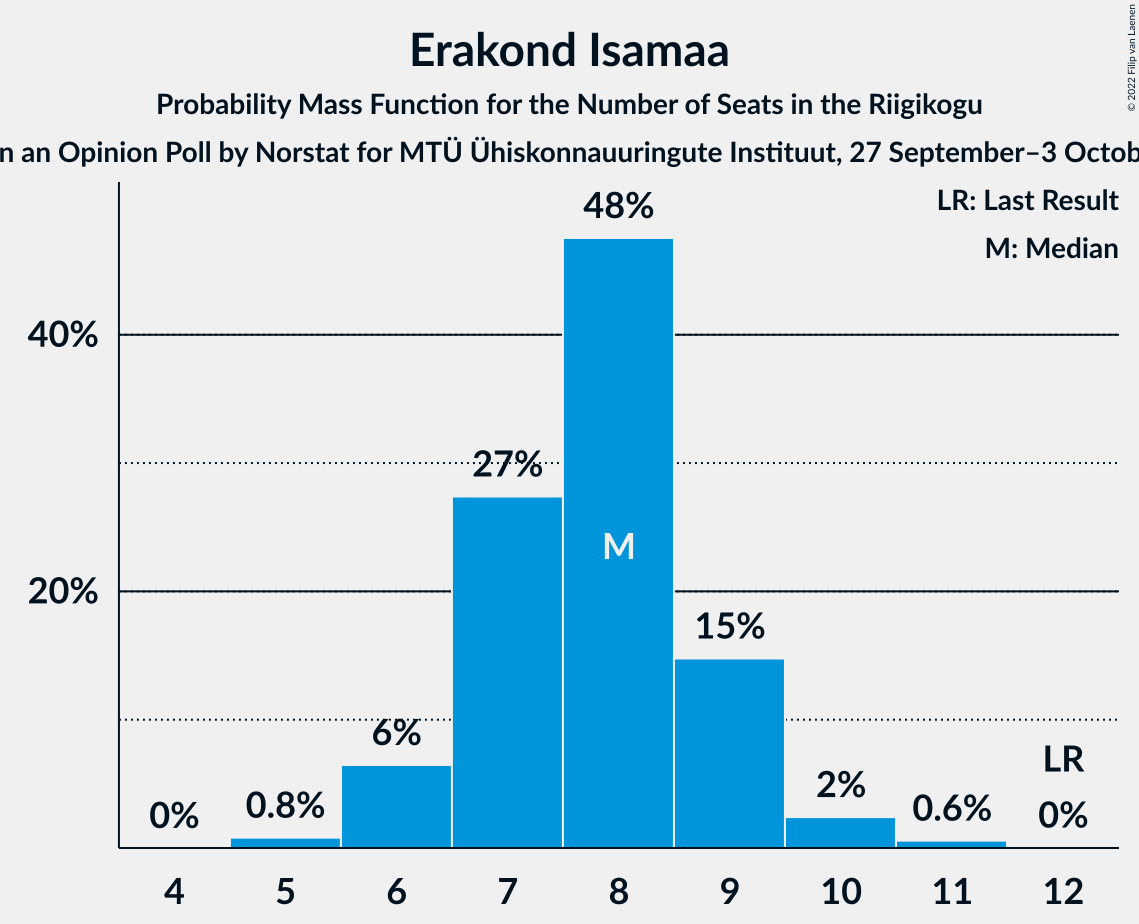 Erakond Isamaa
Probability Mass Function for the Number of Seats in the Riigikogu
n an Opinion Poll by Norstat for MTÜ Ühiskonnauuringute Instituut, 27 September–3 Octob
© 2022 Filip van Laenen
LR: Last Result
M: Median
48%
40%
27%
M
20%
15%
6%
LR
0%
0.8%
2%
0.6%
0%
4 5 6 7 8 9 10 11 12